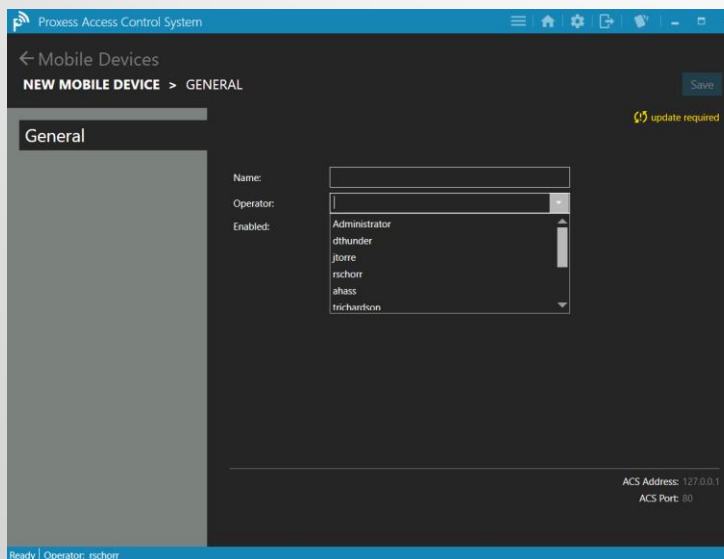 Proxess Access Control System
Mobile Devices
NEW MOBILE DEVICE > GENERAL
Save
update required
General
Name:
Operator:
Enabled:
Administrator
dthunder
jtorre
rschorr
ahass
trichardson
ACS Address: 127.0.0.1
ACS Port: 80
Ready Operator: rschorr